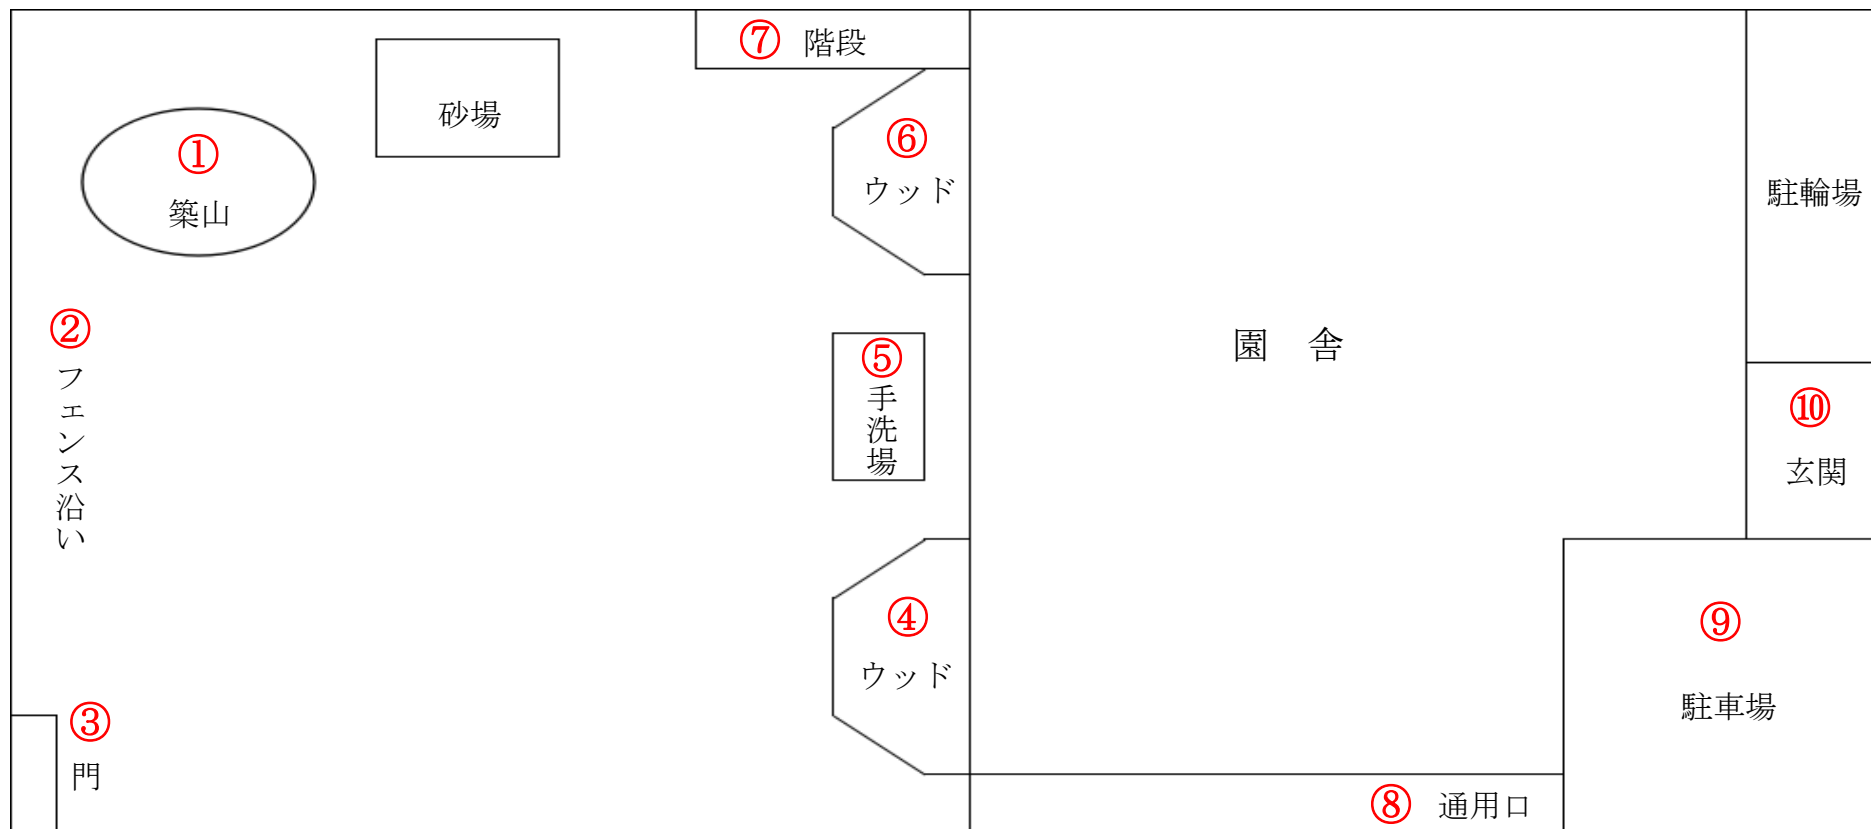 ⑦ 階段
砂場
①
築山
⑥
ウッド
駐輪場
②
フェンス沿い
⑤
手洗場
園 舎
⑩
玄関
④
ウッド
⑨
駐車場
③
門
⑧ 通用口